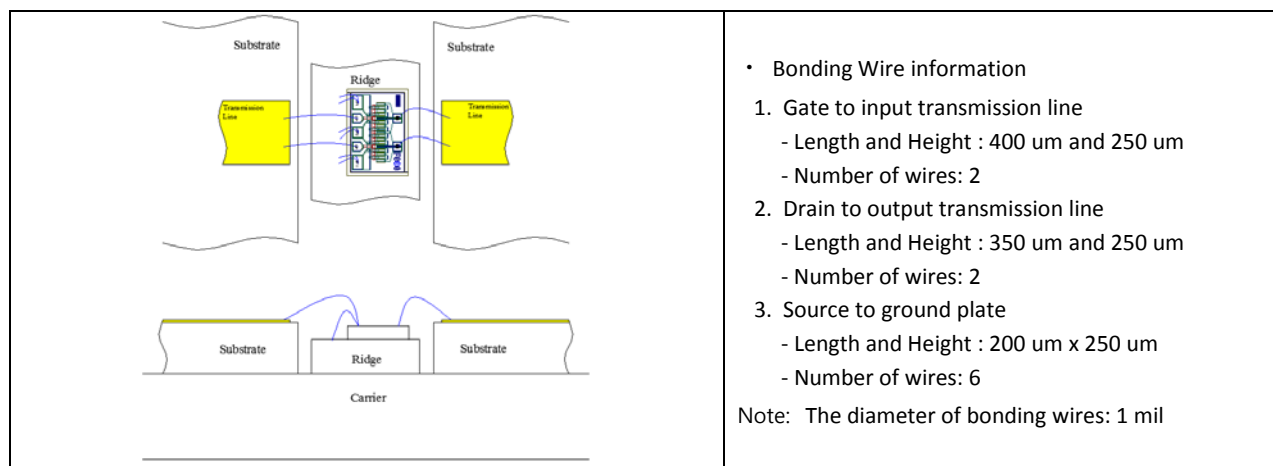 Substrate
Substrate
Ridge
Transmission
Line
Transmission
Line
Substrate
Ridge
Substrate
Carrier
・ Bonding Wire information
1. Gate to input transmission line
- Length and Height : 400 um and 250 um
- Number of wires: 2
2. Drain to output transmission line
- Length and Height : 350 um and 250 um
- Number of wires: 2
3. Source to ground plate
- Length and Height : 200 um x 250 um
- Number of wires: 6
Note: The diameter of bonding wires: 1 mil